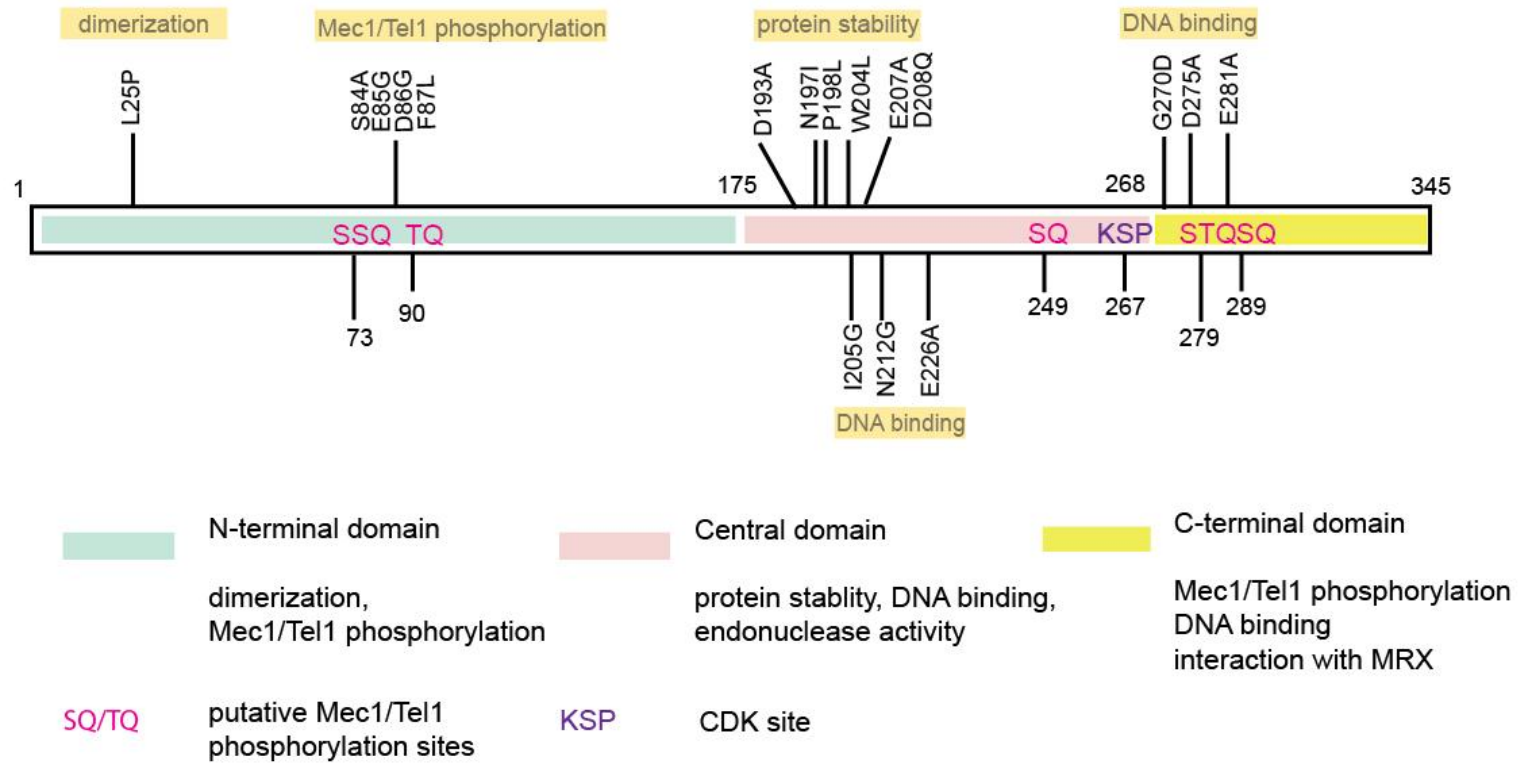 dimerization
Mec1/Tel1 phosphorylation
protein stability
DNA binding
L25P
S84A
E85G
D86G
F87L
D193A
N197I
P198L
W204L
E207A
D208Q
G270D
D275A
E281A
1
175
268
345
SSQ TQ
SQ
KSP
STQSQ
73
90
I205G
N212G
E226A
249
267
279
289
DNA binding
N-terminal domain
dimerization,
Mec1/Tel1 phosphorylation
Central domain
protein stablity, DNA binding,
endonuclease activity
C-terminal domain
Mec1/Tel1 phosphorylation
DNA binding
interaction with MRX
SQ/TQ
putative Mec1/Tel1
phosphorylation sites
KSP
CDK site